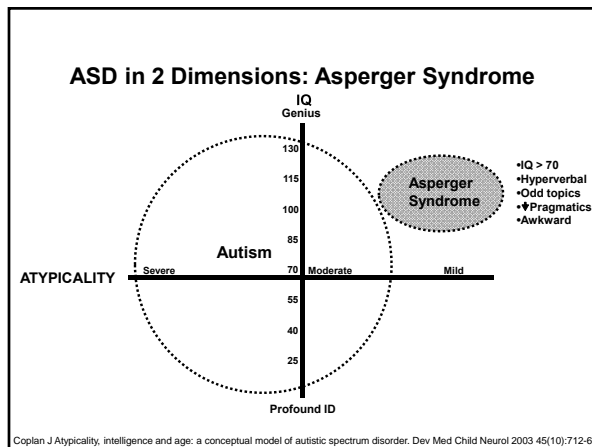 ASD in 2 Dimensions: Asperger Syndrome
IQ
Genius
130
115
100
85
70
55
40
25
Profound ID
Autism
ATYPICALITY
Severe
Moderate
Mild
Asperger
Syndrome
•IQ > 70
•Hyperverbal
•Odd topics
•🡇Pragmatics
•Awkward
Coplan J Atypicality, intelligence and age: a conceptual model of autistic spectrum disorder. Dev Med Child Neurol 2003 45(10):712-6